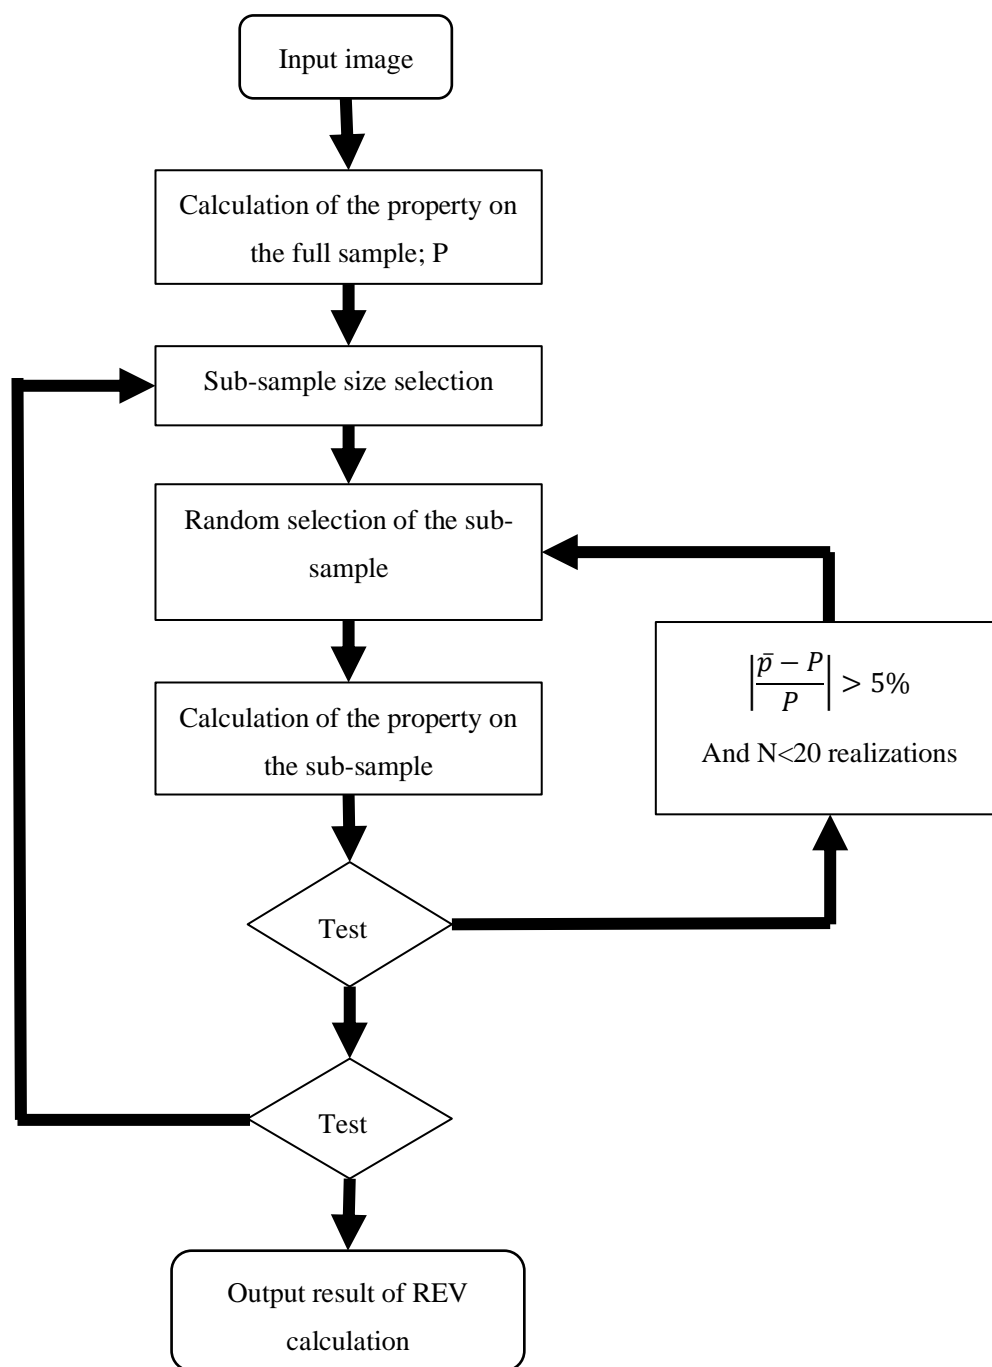 Input image
Calculation of the property on
the full sample; P
Sub-sample size selection
Random selection of the sub-
sample
Calculation of the property on
the sub-sample
|p̄ − P / P| > 5%
And N<20 realizations
Test
Test
Output result of REV
calculation